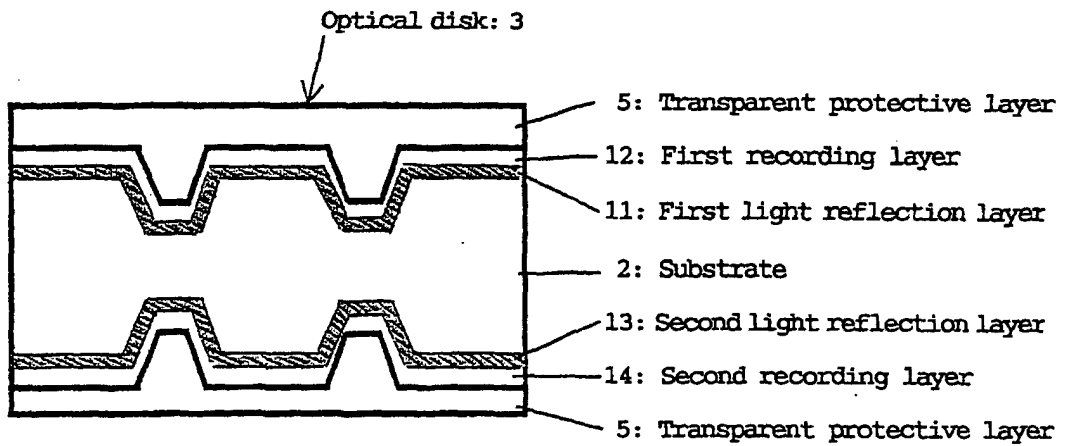 Optical disk: 3
5: Transparent protective layer
12: First recording layer
11: First light reflection layer
2: Substrate
13: Second light reflection layer
14: Second recording layer
5: Transparent protective layer